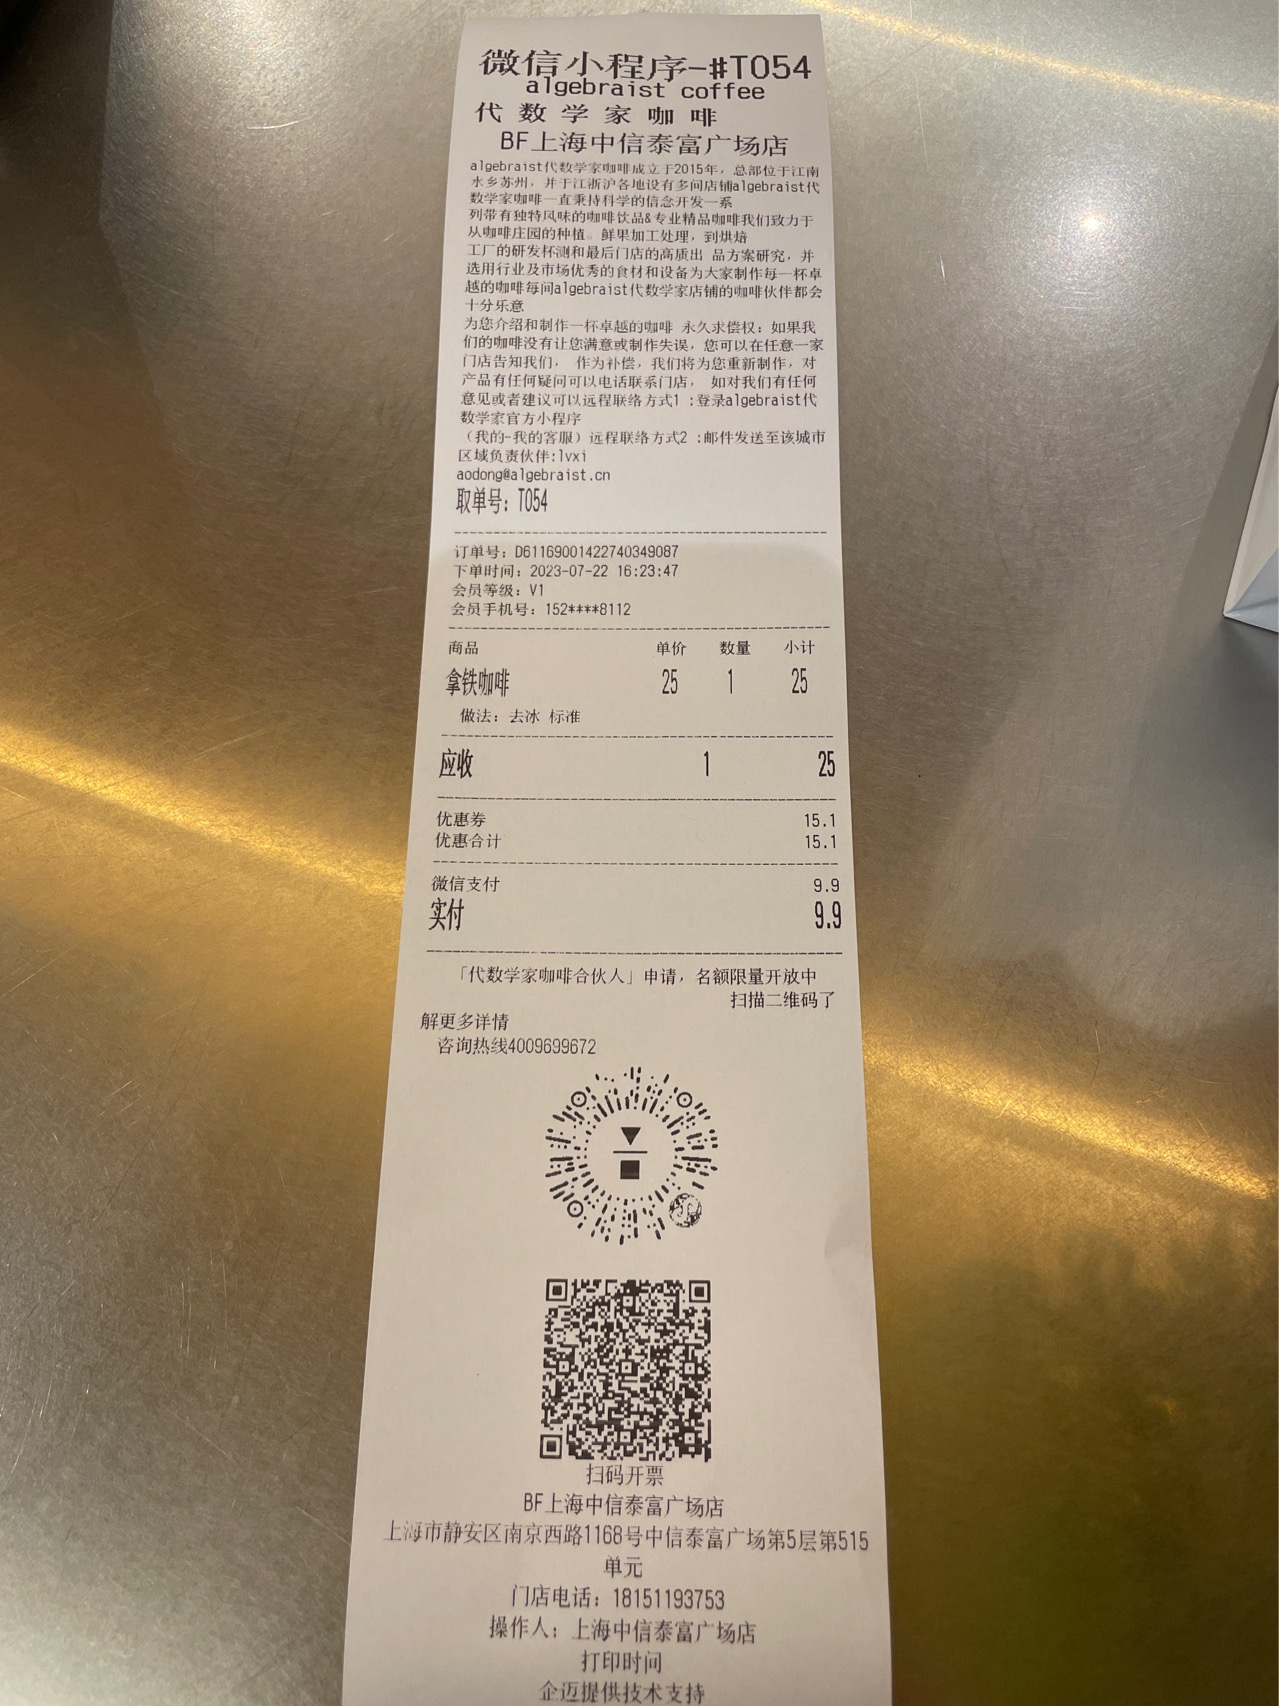 微信小程序-#T054
algebraist coffee
代数学家咖啡
BF上海中信泰富广场店
algebraist代数学家咖啡成立于2015年，总部位于江南
水乡苏州，并于江浙沪各地设有多间店铺algebraist代
数学家咖啡一直秉持科学的信念开发一系
列带有独特风味的咖啡饮品&专业精品咖啡我们致力于
从咖啡庄园的种植。鲜果加工处理，到烘焙
工厂的研发杯测和最后门店的高质出 品方案研究，并
选用行业及市场优秀的食材和设备为大家制作每一杯卓
越的咖啡每间algebraist代数学家店铺的咖啡伙伴都会
十分乐意
为您介绍和制作一杯卓越的咖啡 永久求偿权：如果我
们的咖啡没有让您满意或制作失误，您可以在任意一家
门店告知我们， 作为补偿，我们将为您重新制作，对
产品有任何疑问可以电话联系门店， 如对我们有任何
意见或者建议可以远程联络方式1 :登录algebraist代
数学家官方小程序
（我的-我的客服）远程联络方式2 :邮件发送至该城市
区域负责伙伴:lvxi
aodong@algebraist.cn
取单号：T054
订单号：D61169001422740349087
下单时间：2023-07-22 16:23:47
会员等级：V1
会员手机号：152****8112
商品 单价 数量 小计
拿铁咖啡 25 1 25
做法：去冰 标准
应收 1 25
优惠券 15.1
优惠合计 15.1
微信支付 9.9
实付 9.9
「代数学家咖啡合伙人」申请，名额限量开放中
扫描二维码了
解更多详情
咨询热线4009699672
扫码开票
BF上海中信泰富广场店
上海市静安区南京西路1168号中信泰富广场第5层第515
单元
门店电话：18151193753
操作人：上海中信泰富广场店
打印时间
企迈提供技术支持